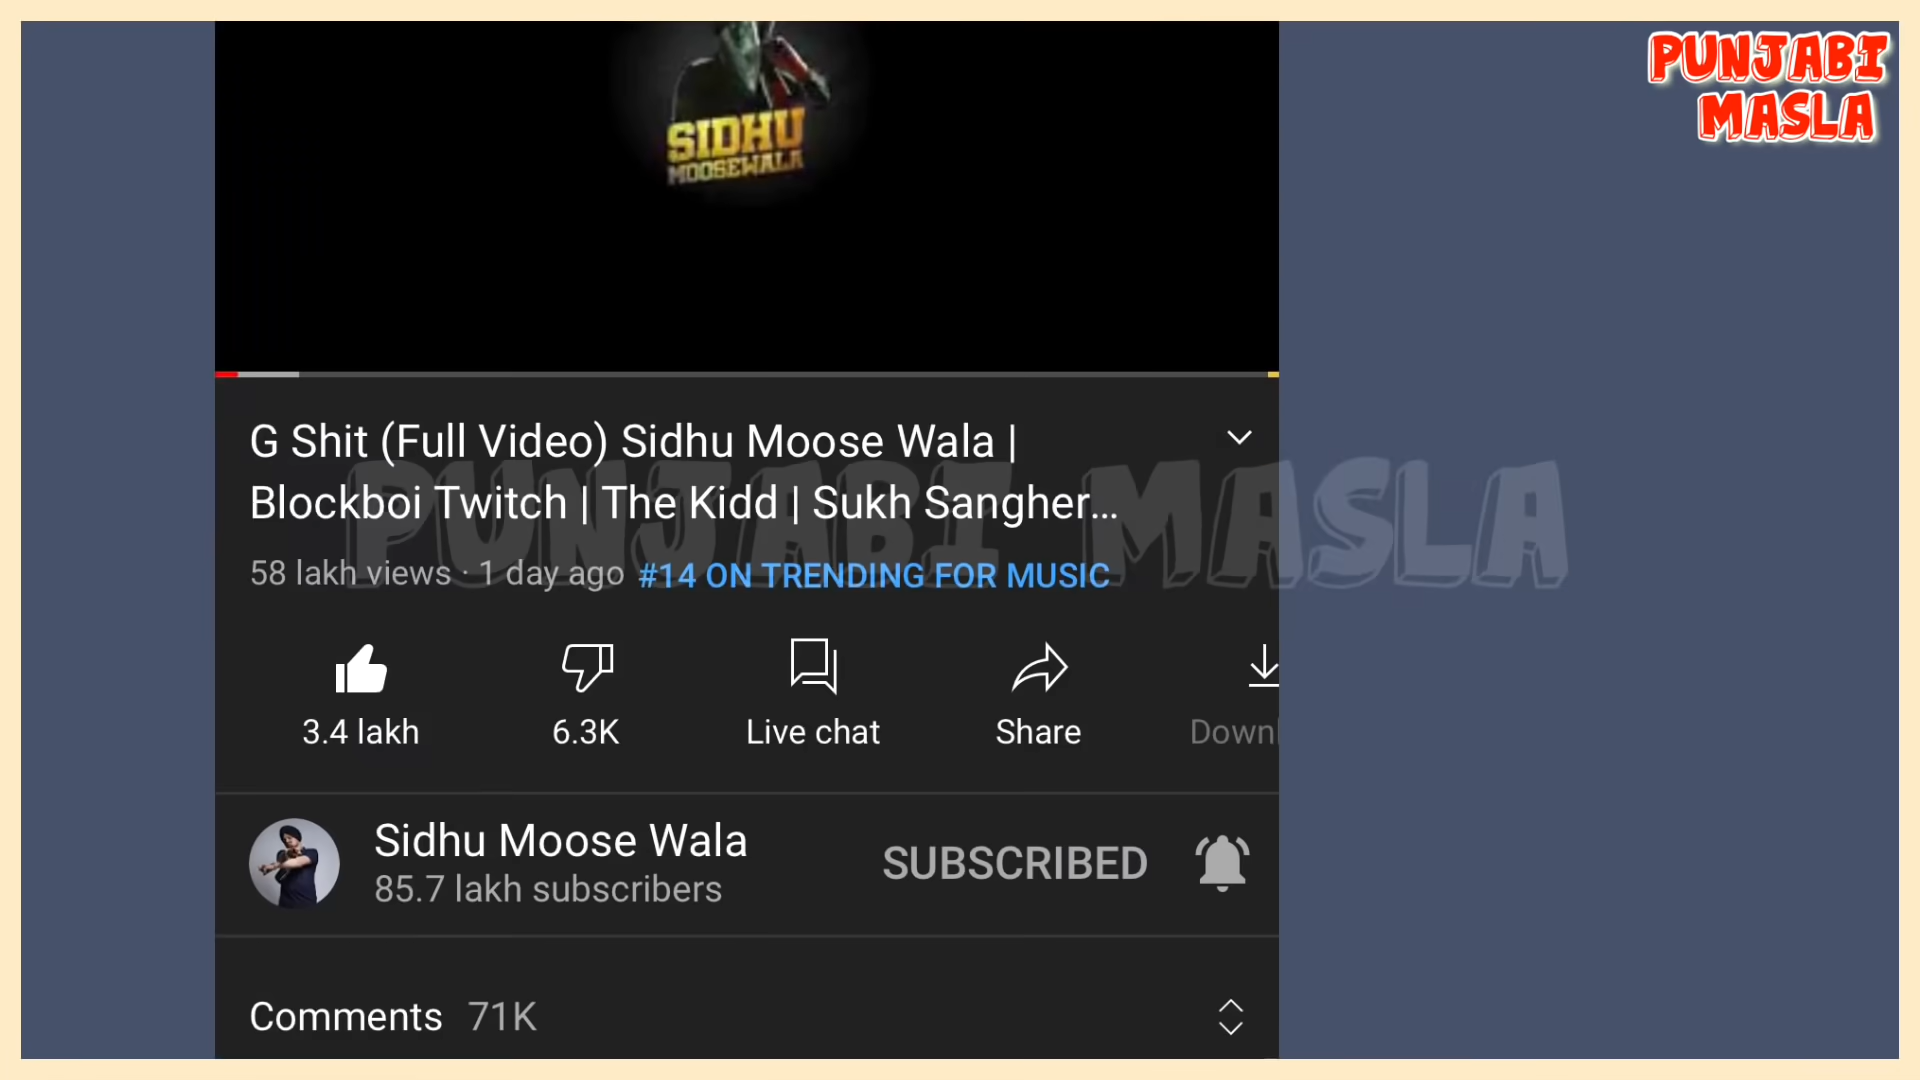 PUNJABI
MASLA
SIDHU
MOOSEWALA
G Shit (Full Video) Sidhu Moose Wala |
Blockboi Twitch | The Kidd | Sukh Sangher...
PUNJABI MASLA
58 lakh views · 1 day ago #14 ON TRENDING FOR MUSIC
3.4 lakh 6.3K Live chat Share Downl
Sidhu Moose Wala
SUBSCRIBED
85.7 lakh subscribers
Comments 71K